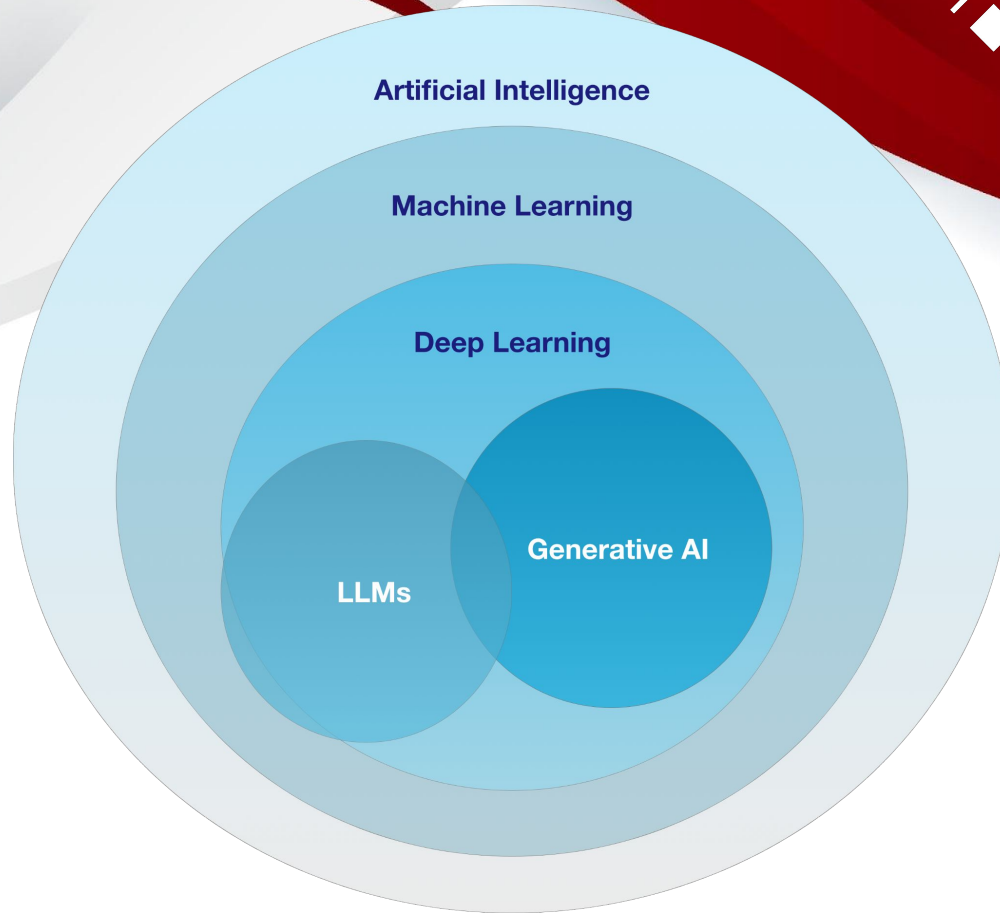 Artificial Intelligence
Machine Learning
Deep Learning
Generative AI
LLMs